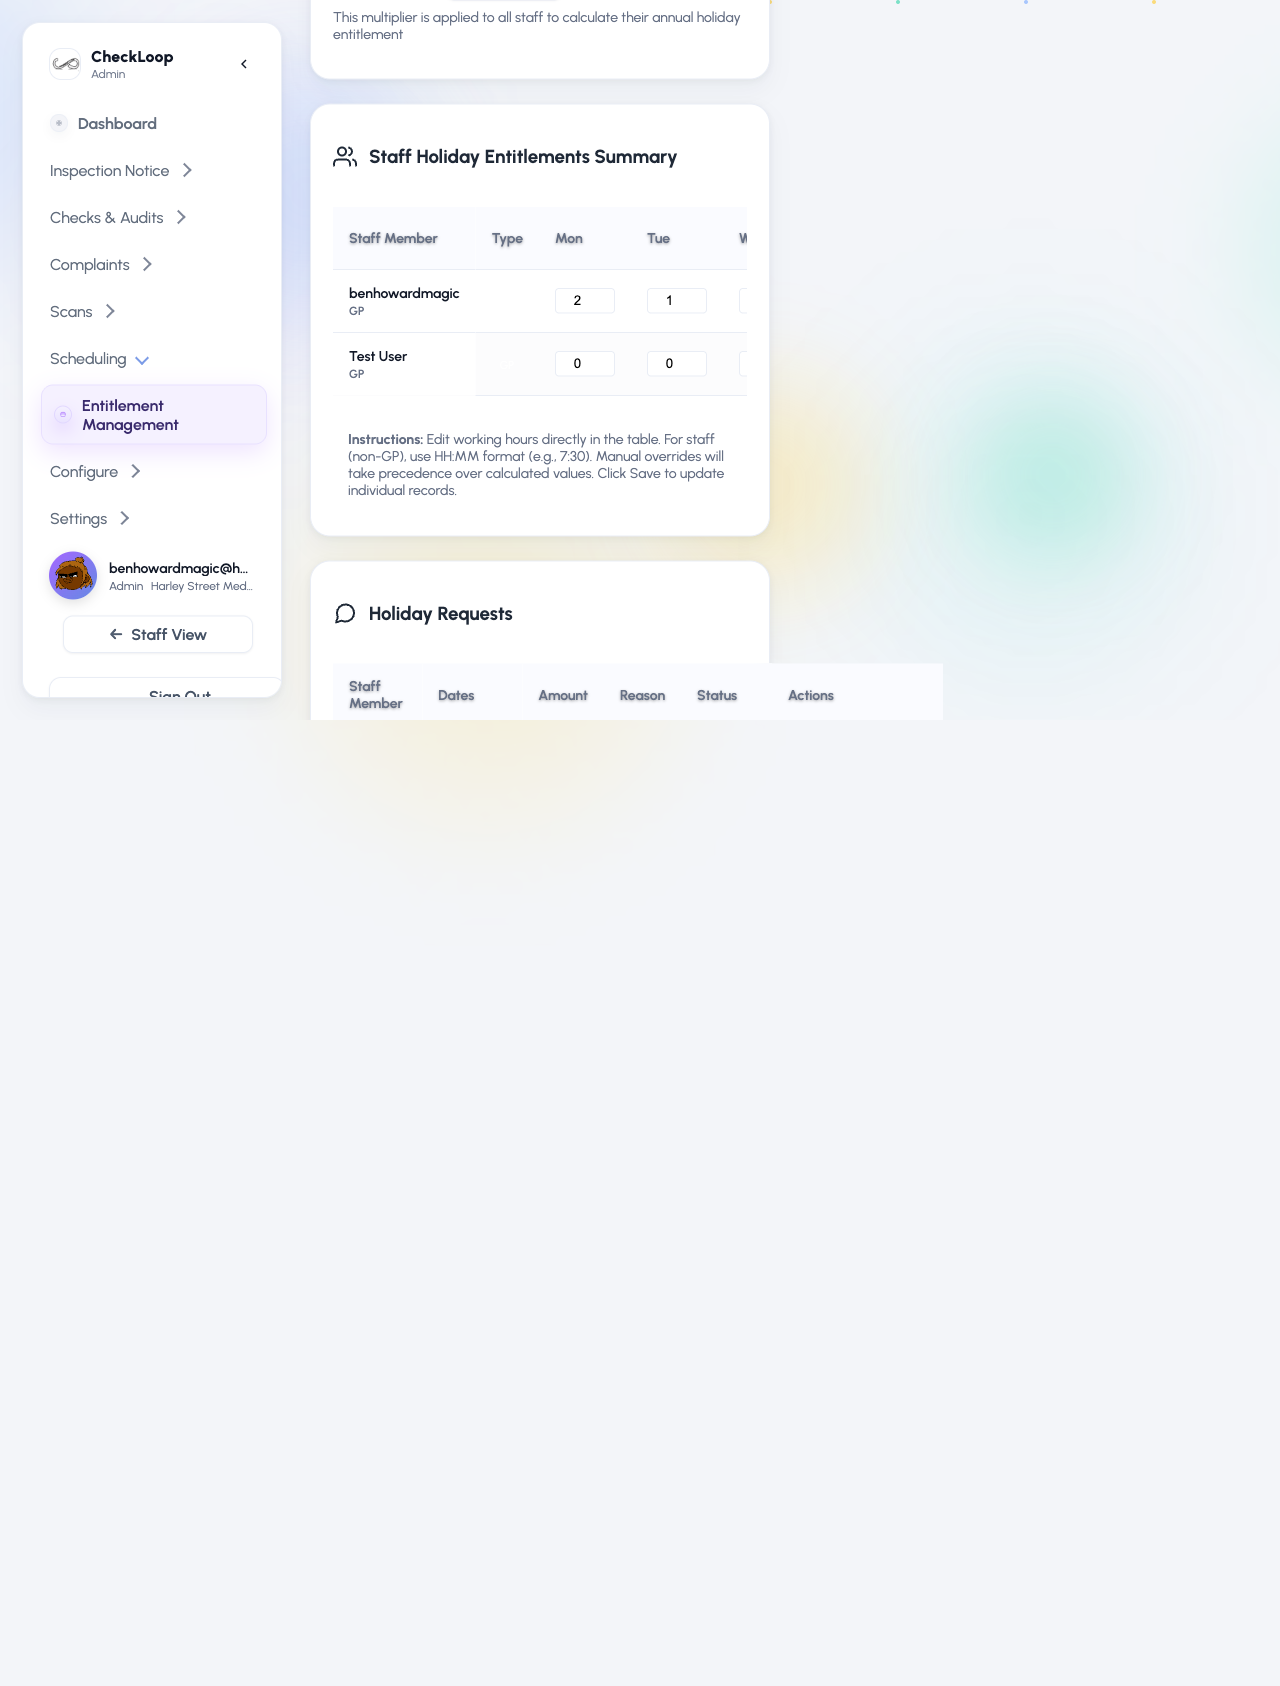 This multiplier is applied to all staff to calculate their annual holiday
entitlement
CheckLoop
Admin
Dashboard
Inspection Notice
Checks & Audits
Complaints
Scans
Scheduling
Entitlement
Management
Configure
Settings
benhowardmagic@h...
Admin Harley Street Med...
Staff View
Sign Out
Staff Holiday Entitlements Summary
Staff Member Type Mon Tue
benhowardmagic 2 1
GP
Test User 0 0
GP
Instructions: Edit working hours directly in the table. For staff
(non-GP), use HH:MM format (e.g., 7:30). Manual overrides will
take precedence over calculated values. Click Save to update
individual records.
Holiday Requests
Staff
Member Dates Amount Reason Status Actions